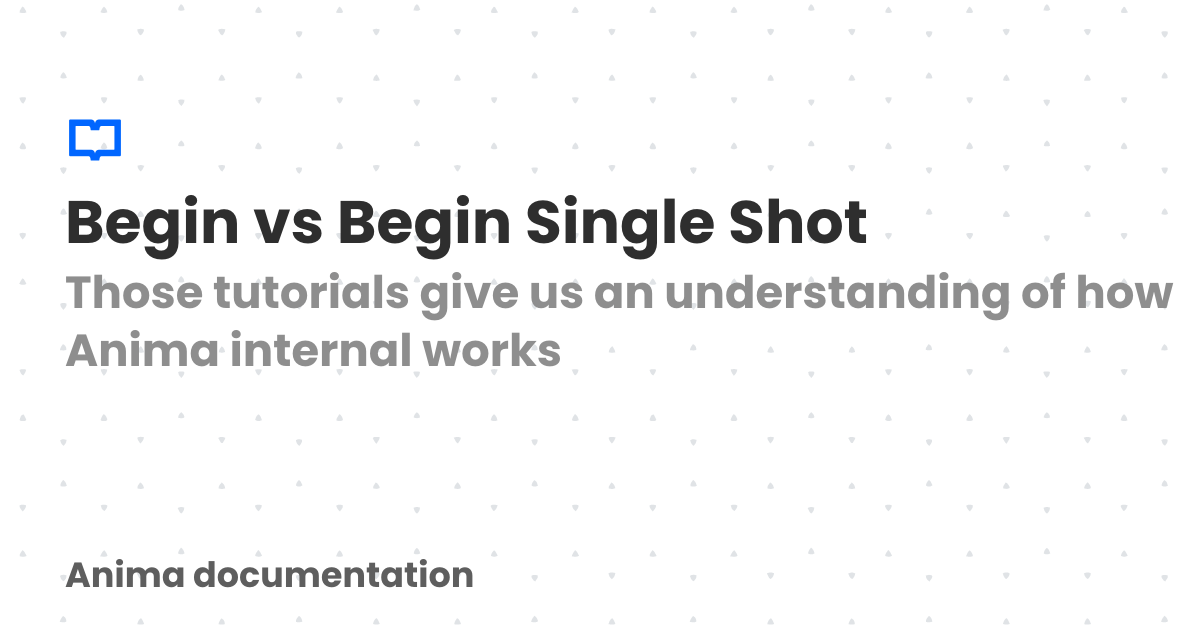 Begin vs Begin Single Shot
Those tutorials give us an understanding of how
Anima internal works
Anima documentation